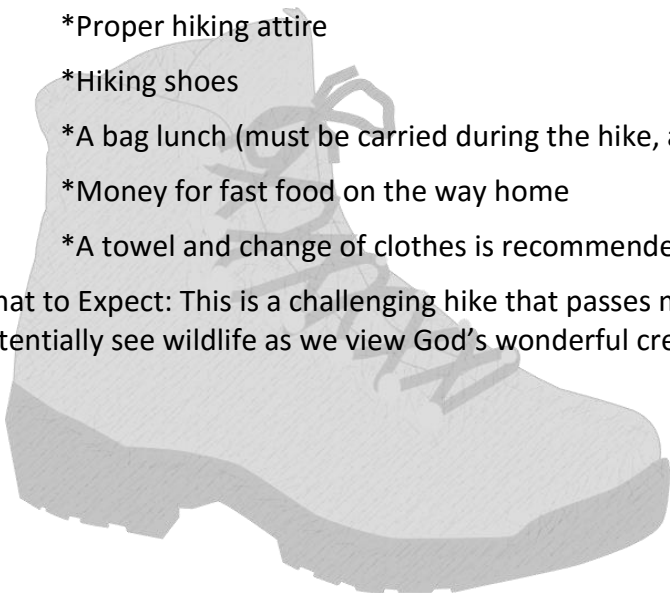 *Proper hiking attire
*Hiking shoes
*A bag lunch (must be carried during the hike, a
*Money for fast food on the way home
*A towel and change of clothes is recommende
hat to Expect: This is a challenging hike that passes m
tentially see wildlife as we view God’s wonderful cre